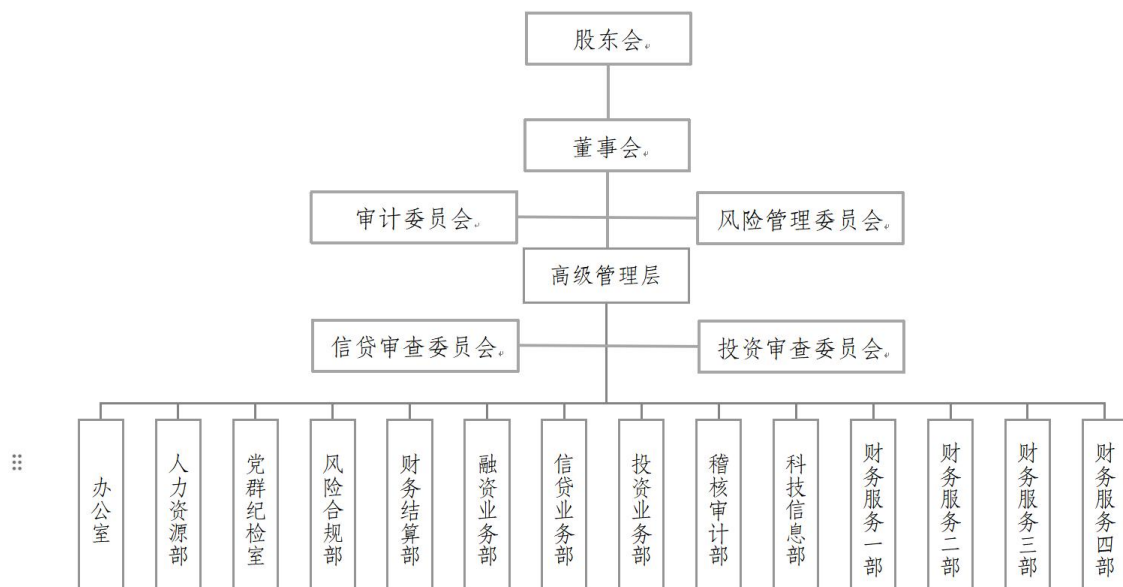 股东会
董事会
审计委员会
风险管理委员会
高级管理层
信贷审查委员会
投资审查委员会
办公室
人力资源部
党群纪检室
风险合规部
财务结算部
融资业务部
信贷业务部
投资业务部
稽核审计部
科技信息部
财务服务一部
财务服务二部
财务服务三部
财务服务四部